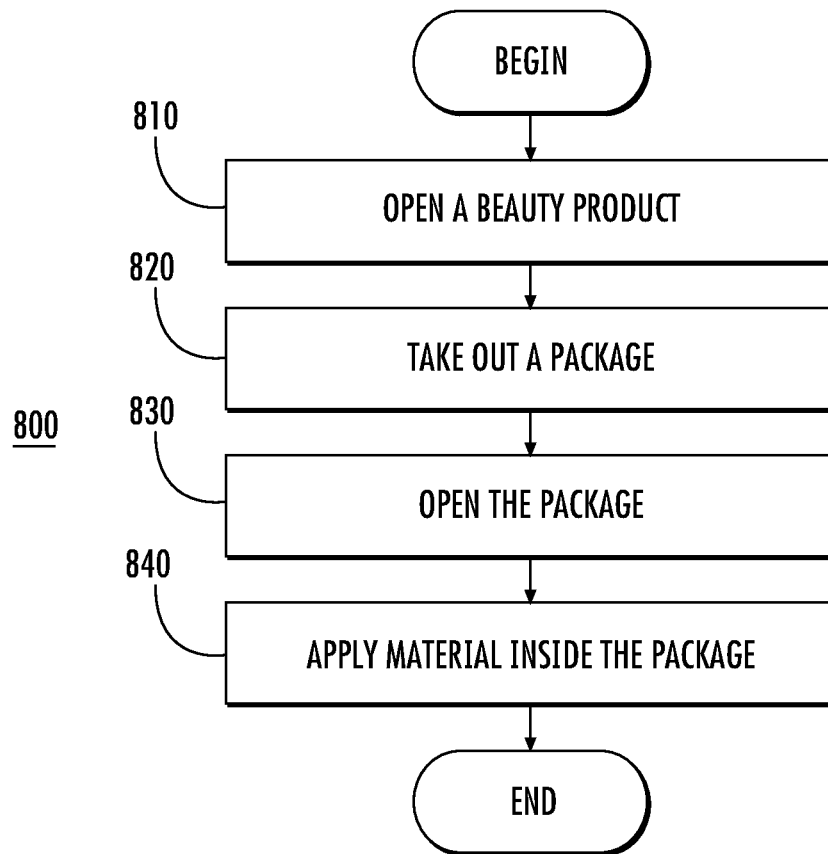 BEGIN
810
OPEN A BEAUTY PRODUCT
820
TAKE OUT A PACKAGE
800
830
OPEN THE PACKAGE
840
APPLY MATERIAL INSIDE THE PACKAGE
END